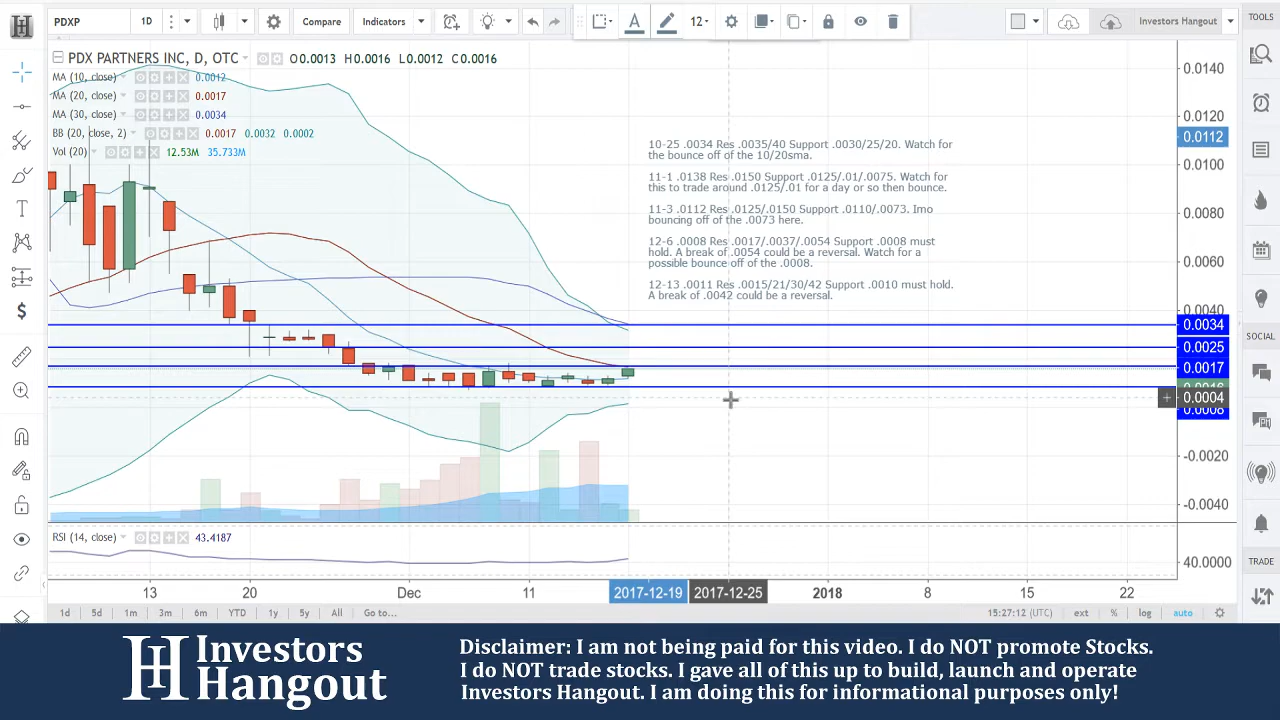 PDXP
1D
Compare
Indicators
12
Investors Hangout
TOOLS
PDX PARTNERS INC, D, OTC
O0.0013 H0.0016 L0.0012 C0.0016
MA (10, close) 0.0012
MA (20, close) 0.0017
MA (30, close) 0.0034
BB (20, close, 2) 0.0017 0.0032 0.0002
Vol (20) 12.53M 35.733M
10-25 .0034 Res .0035/40 Support .0030/25/20. Watch for
the bounce off of the 10/20sma.
11-1 .0138 Res .0150 Support .0125/.01/.0075. Watch for
this to trade around .0125/.01 for a day or so then bounce.
11-3 .0112 Res .0125/.0150 Support .0110/.0073. Imo
bouncing off of the .0073 here.
12-6 .0008 Res .0017/.0037/.0054 Support .0008 must
hold. A break of .0054 could be a reversal. Watch for a
possible bounce off of the .0008.
12-13 .0011 Res .0015/21/30/42 Support .0010 must hold.
A break of .0042 could be a reversal.
0.0140
0.0120
0.0112
0.0100
0.0080
0.0060
0.0040
0.0034
0.0025
0.0017
0.0016
0.0004
0.0008
-0.0020
-0.0040
SOCIAL
RSI (14, close) 43.4187
40.0000
TRADE
13
20
Dec
11
2017-12-19
2017-12-25
2018
8
15
22
1d 5d 1m 3m 6m YTD 1y 5y All Go to...
15:27:12 (UTC) ext % log auto
H Investors
Hangout
Disclaimer: I am not being paid for this video. I do NOT promote Stocks.
I do NOT trade stocks. I gave all of this up to build, launch and operate
Investors Hangout. I am doing this for informational purposes only!